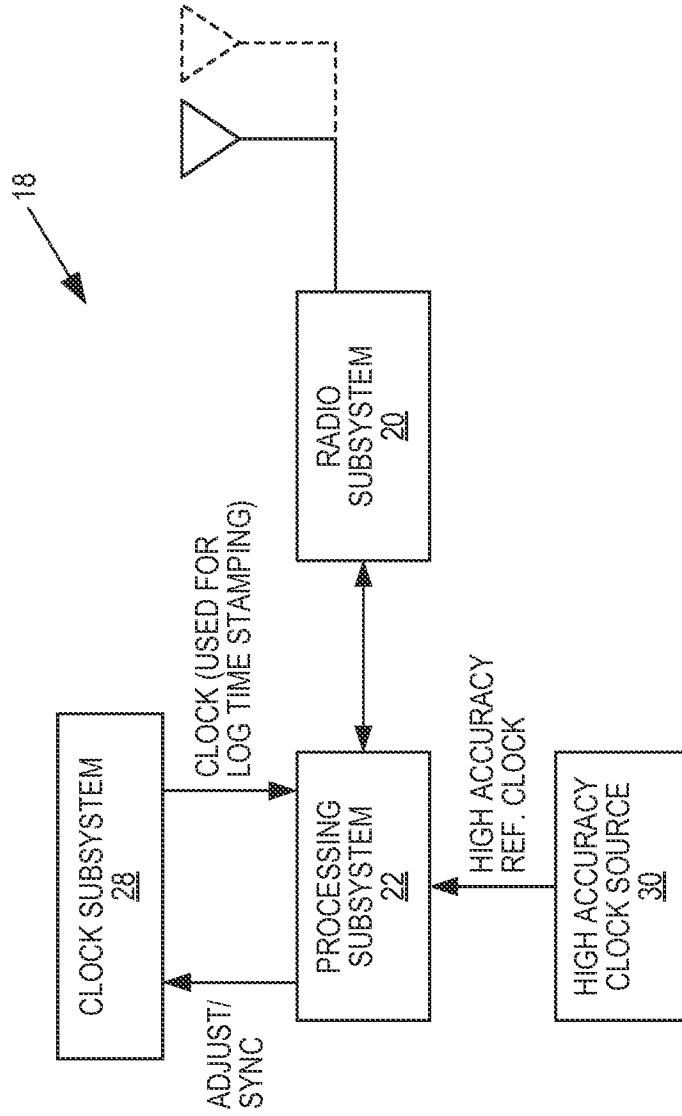 18
CLOCK SUBSYSTEM
28
ADJUST/
SYNC
CLOCK (USED FOR
LOG TIME STAMPING)
PROCESSING
SUBSYSTEM
22
RADIO
SUBSYSTEM
20
HIGH ACCURACY
REF. CLOCK
HIGH ACCURACY
CLOCK SOURCE
30